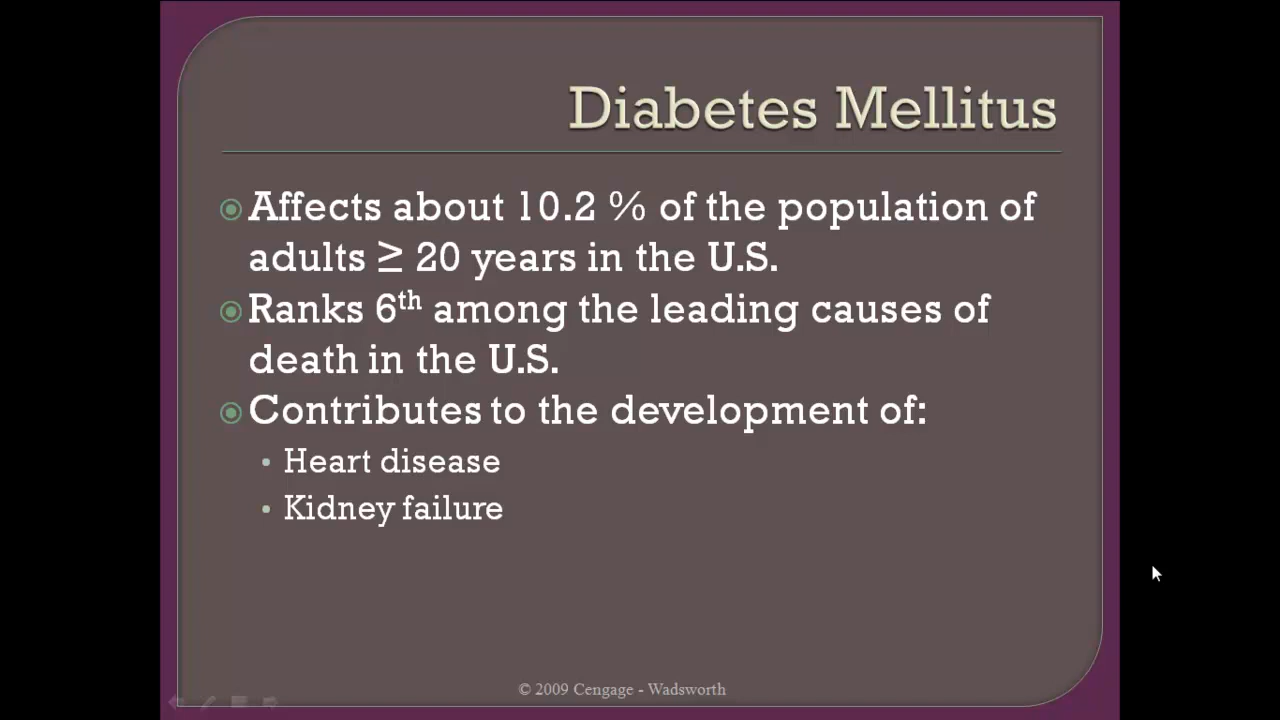 Diabetes Mellitus
Affects about 10.2 % of the population of
adults ≥ 20 years in the U.S.
Ranks 6th among the leading causes of
death in the U.S.
Contributes to the development of:
Heart disease
Kidney failure
© 2009 Cengage - Wadsworth